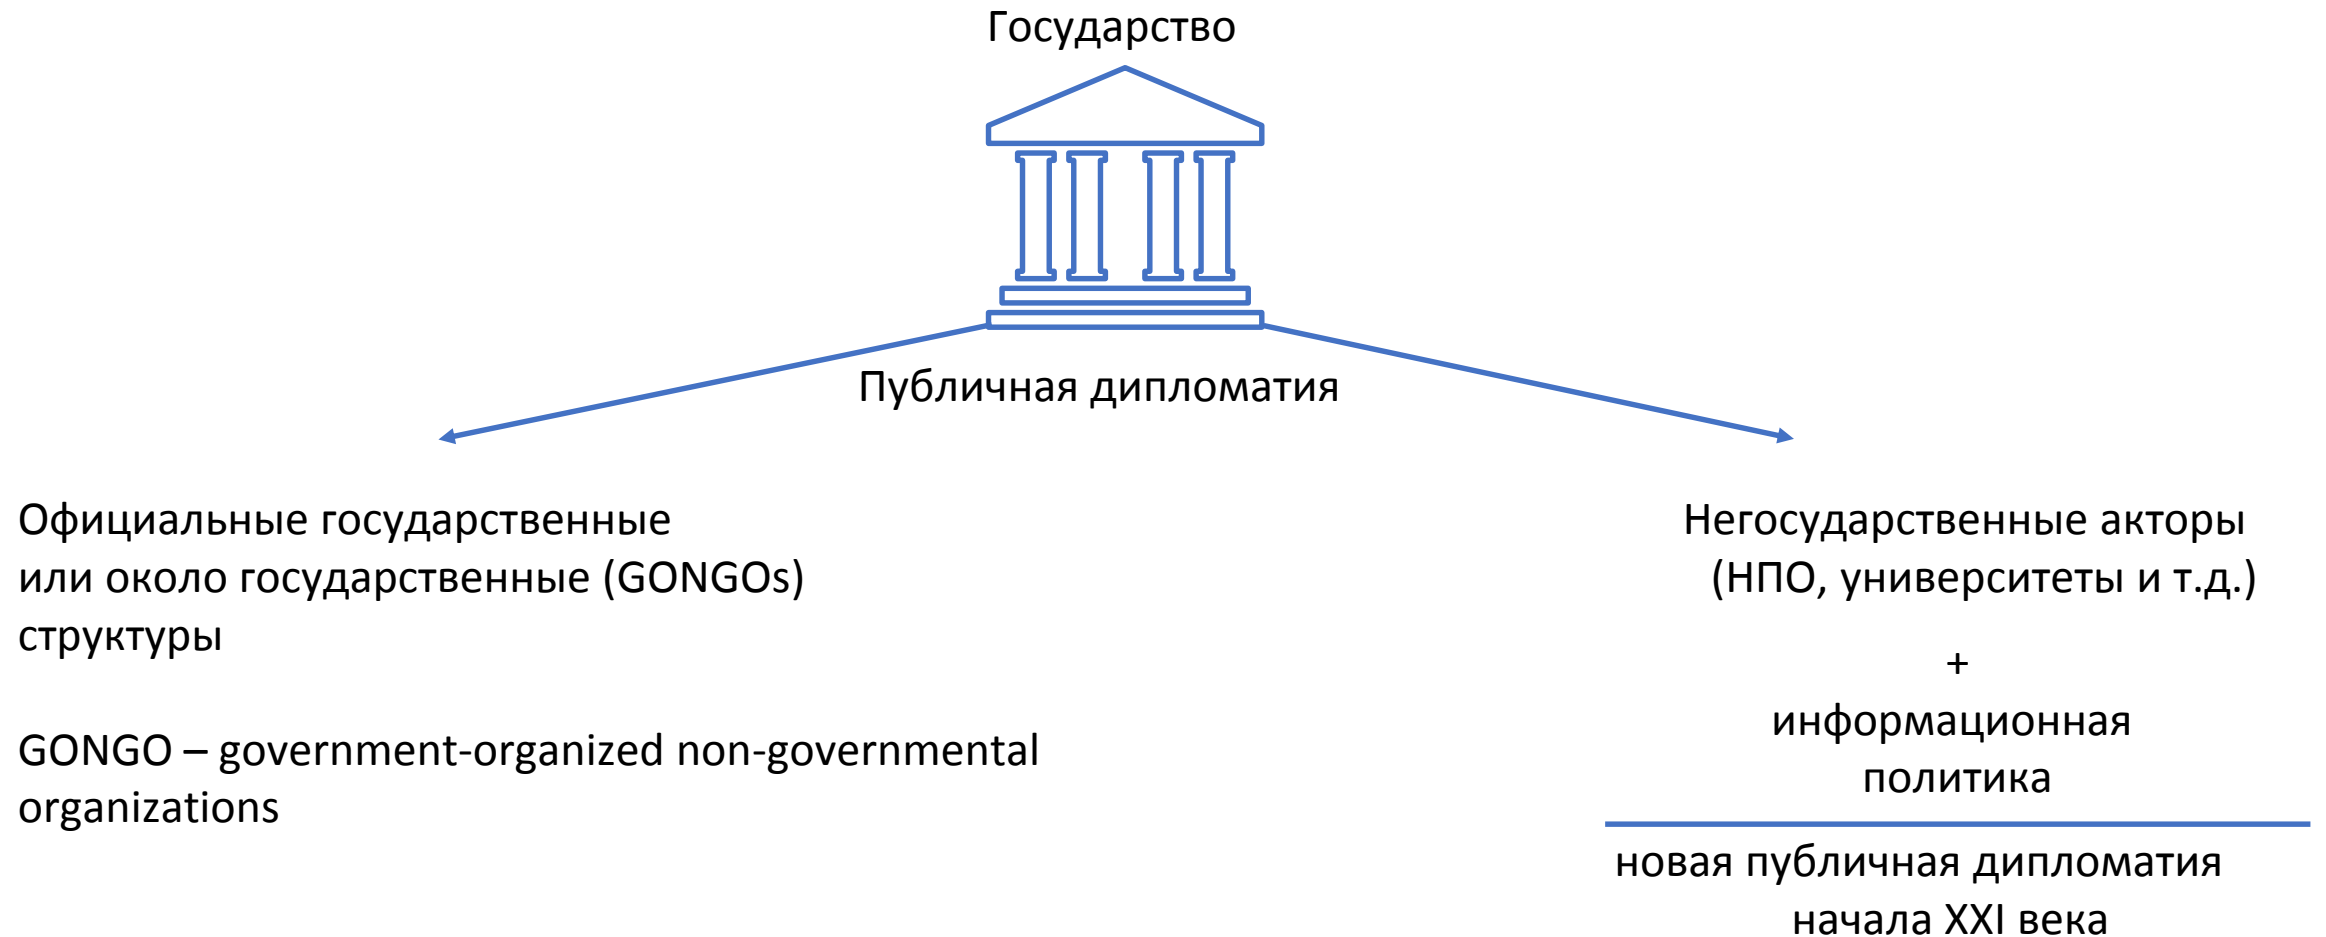 Государство
Публичная дипломатия
Официальные государственные
или около государственные (GONGOs)
структуры
GONGO – government-organized non-governmental
organizations
Негосударственные акторы
(НПО, университеты и т.д.)
+
информационная
политика
новая публичная дипломатия
начала XXI века